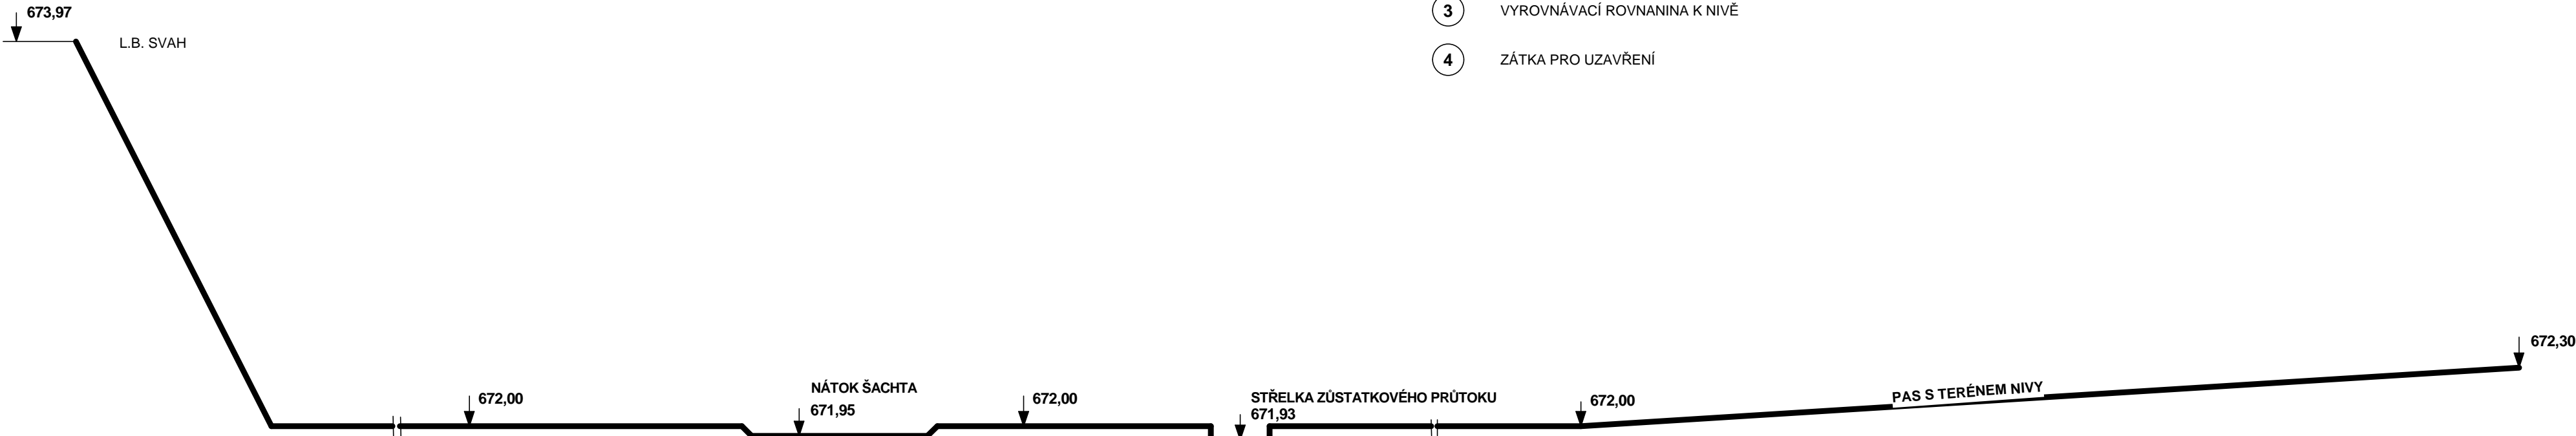 673,97
L.B. SVAH
3 VYROVNÁVACÍ ROVNANINA K NIVĚ
4 ZÁTKA PRO UZAVŘENÍ
672,30
PAS S TERÉNEM NIVY
NÁTOK ŠACHTA
672,00
671,95
672,00
STŘELKA ZŮSTATKOVÉHO PRŮTOKU
671,93
672,00